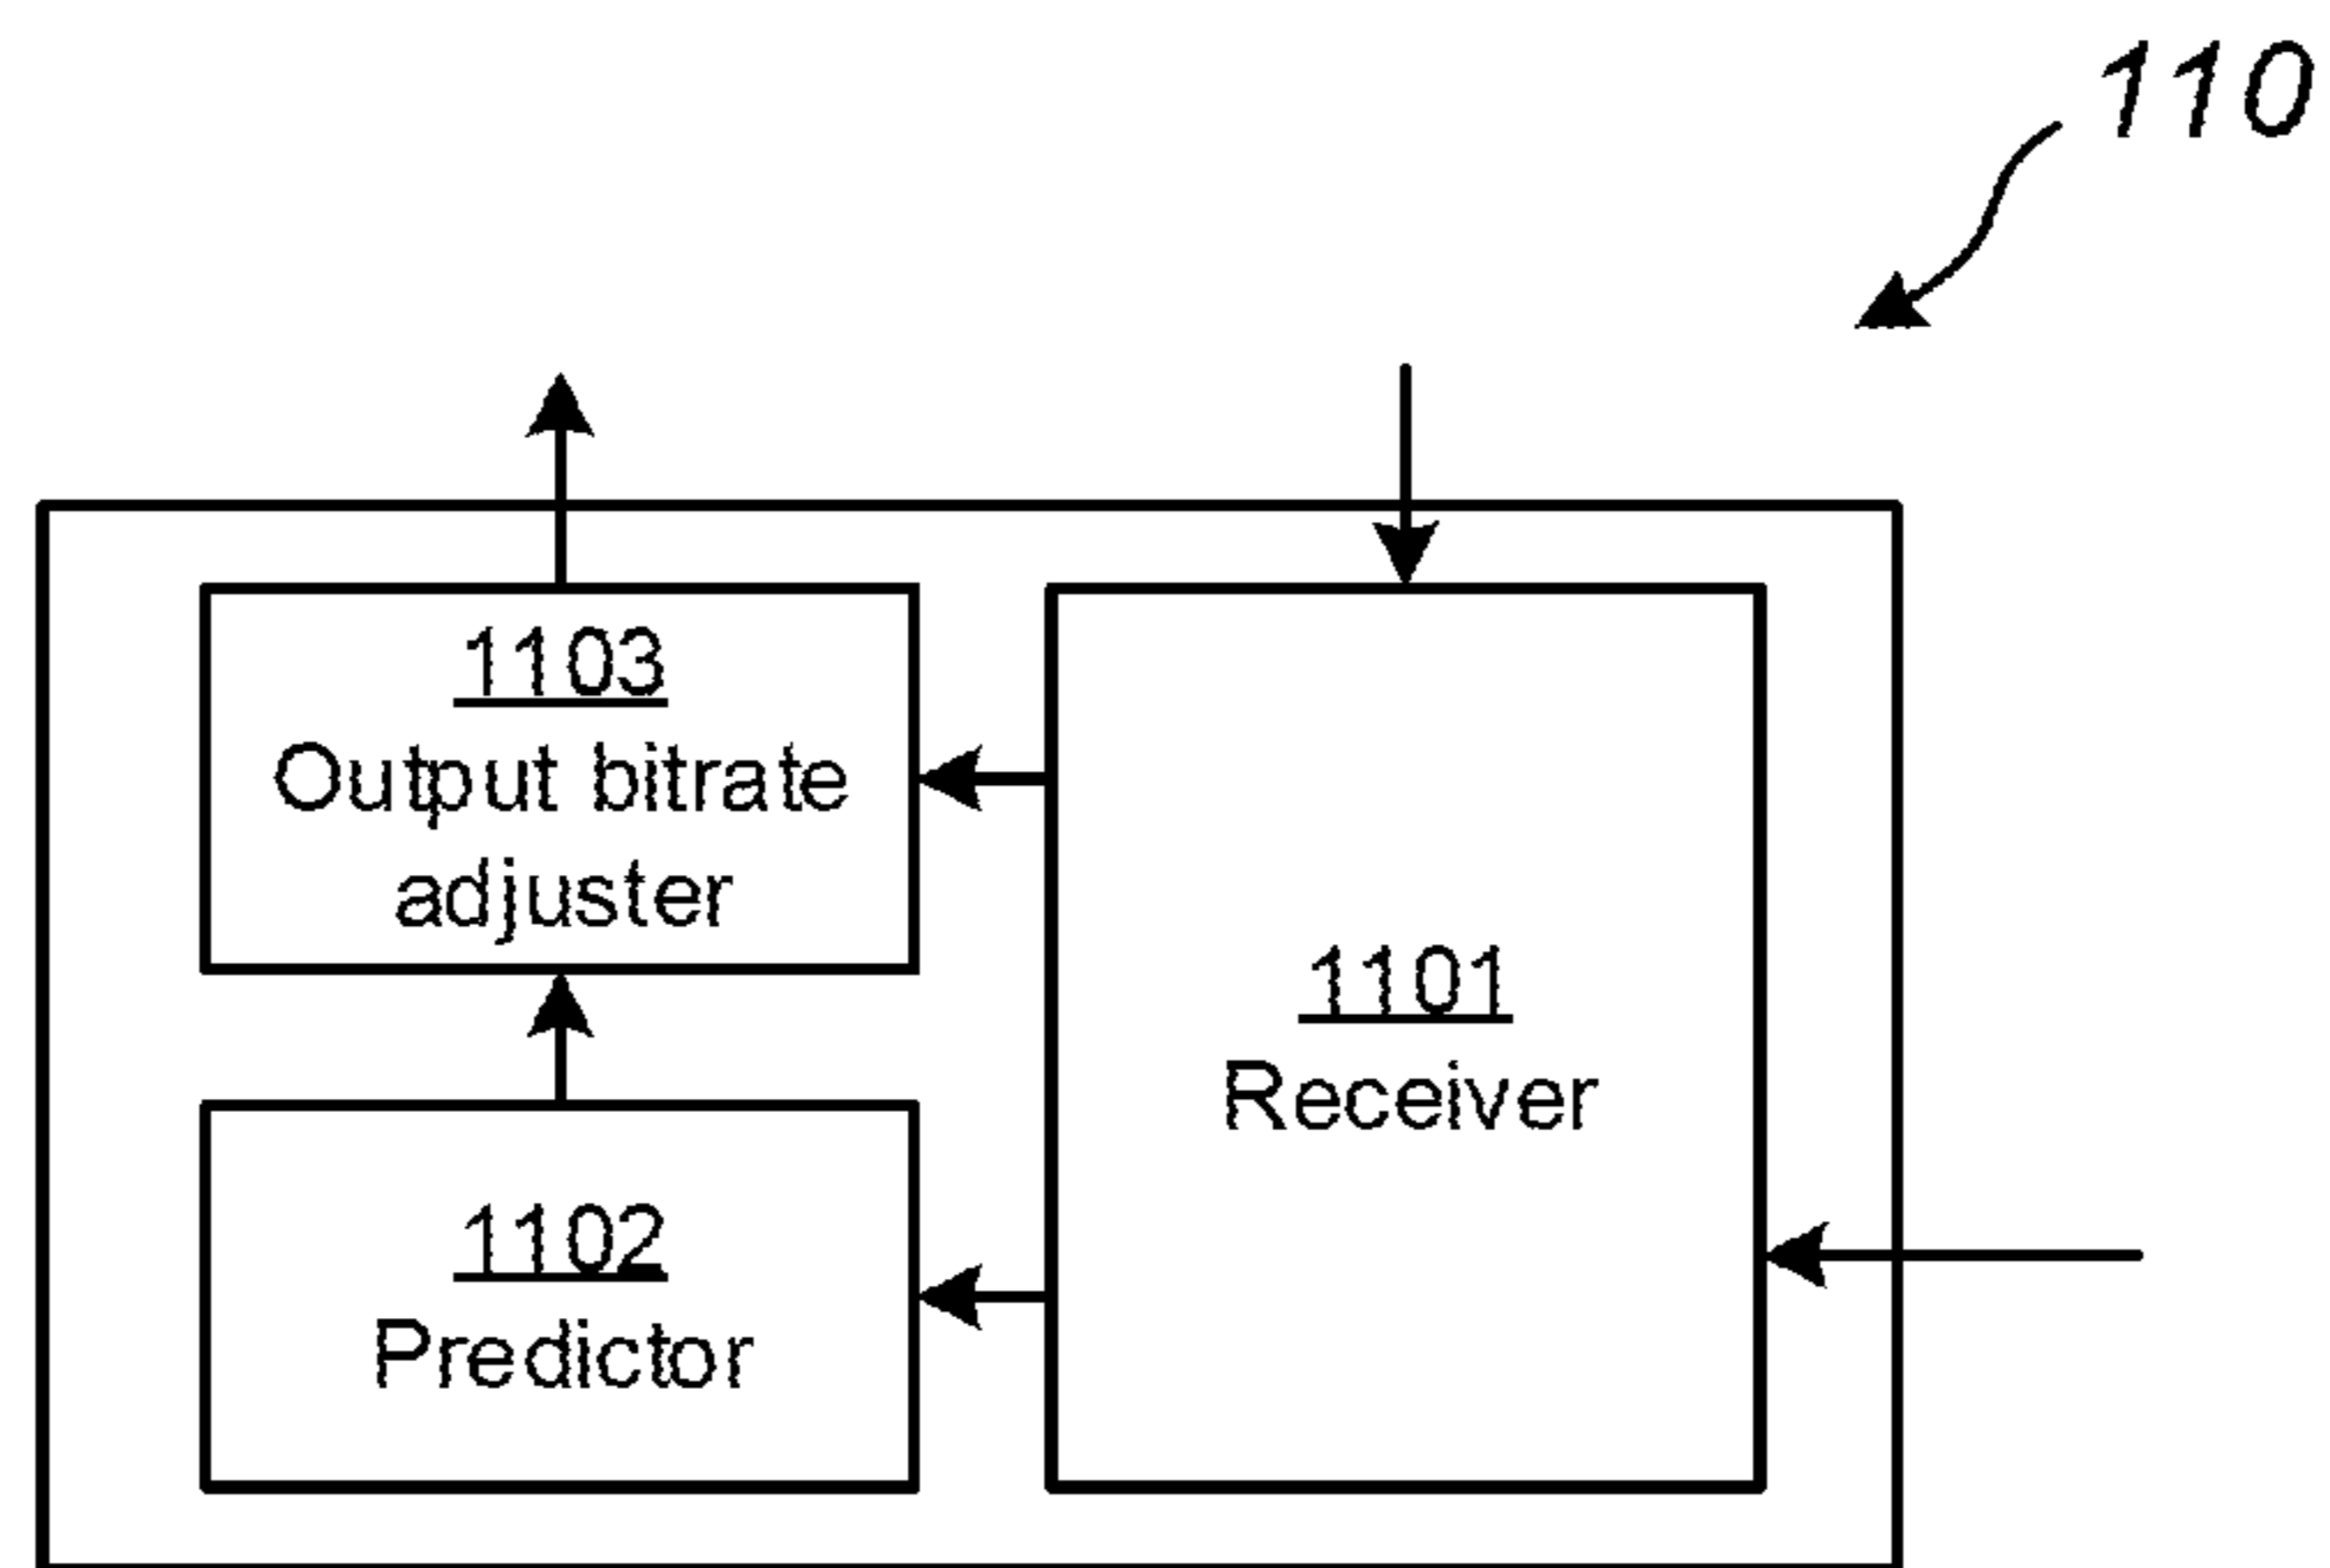 110
1103
Output bitrate
adjuster
1101
Receiver
1102
Predictor